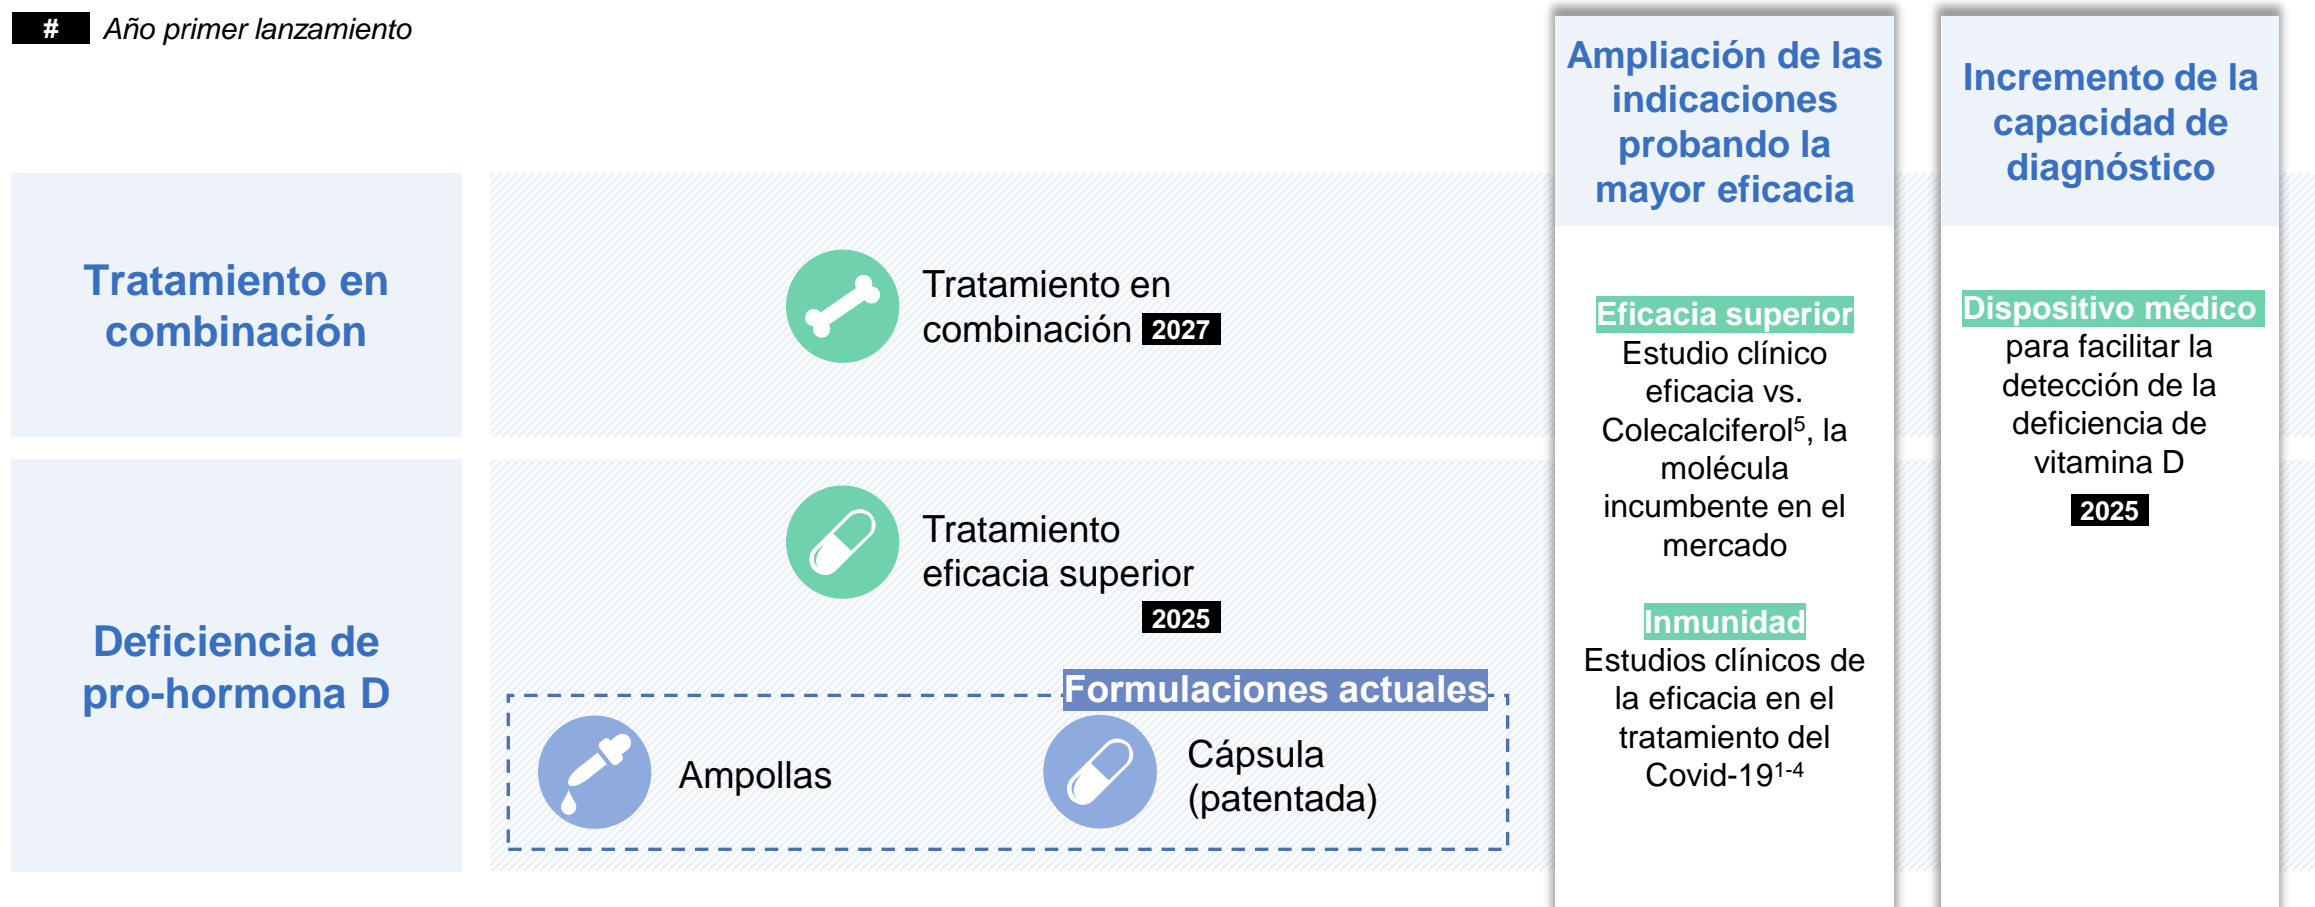 # Año primer lanzamiento
Tratamiento en
combinación
Tratamiento en
combinación 2027
Deficiencia de
pro-hormona D
Tratamiento
eficacia superior
2025
Formulaciones actuales
Ampollas
Cápsula
(patentada)
Ampliación de las
indicaciones
probando la
mayor eficacia
Eficacia superior
Estudio clínico
eficacia vs.
Colecalciferol⁵, la
molécula
incumbente en el
mercado
Inmunidad
Estudios clínicos de
la eficacia en el
tratamiento del
Covid-19¹⁻⁴
Incremento de la
capacidad de
diagnóstico
Dispositivo médico
para facilitar la
detección de la
deficiencia de
vitamina D
2025